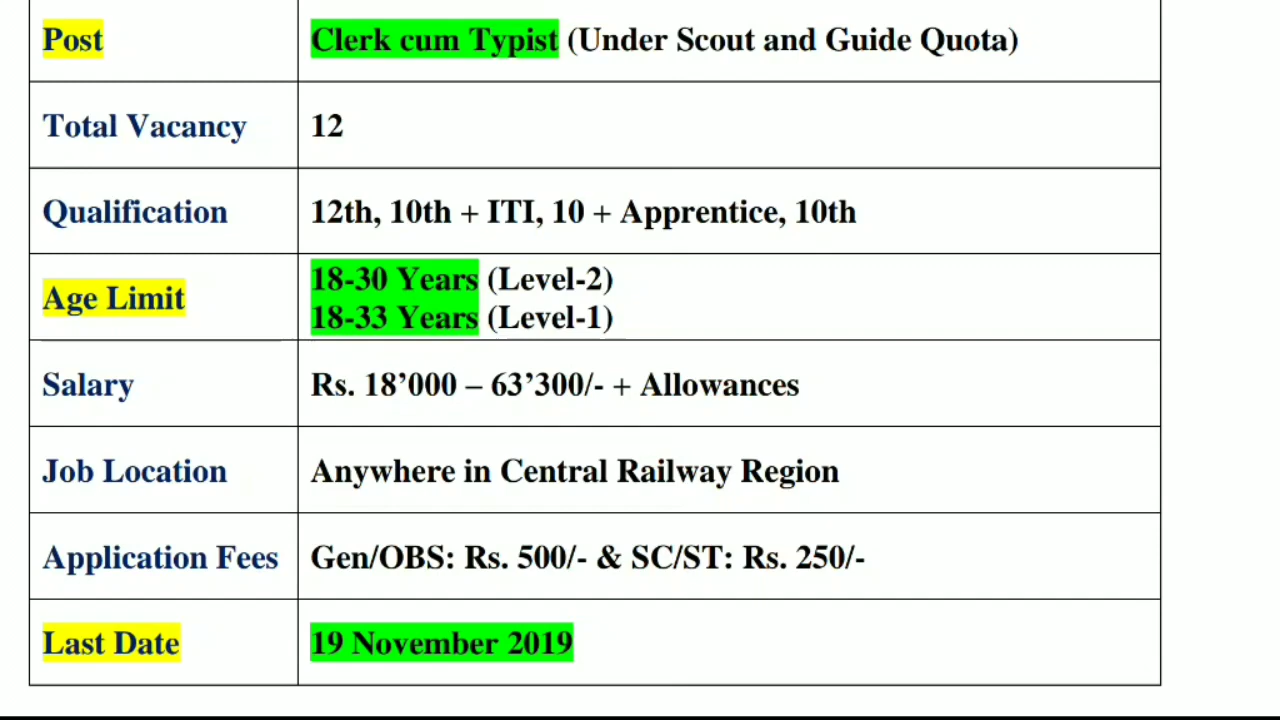 Post Clerk cum Typist (Under Scout and Guide Quota)
Total Vacancy 12
Qualification 12th, 10th + ITI, 10 + Apprentice, 10th
Age Limit 18-30 Years (Level-2)
18-33 Years (Level-1)
Salary Rs. 18’000 – 63’300/- + Allowances
Job Location Anywhere in Central Railway Region
Application Fees Gen/OBS: Rs. 500/- & SC/ST: Rs. 250/-
Last Date 19 November 2019